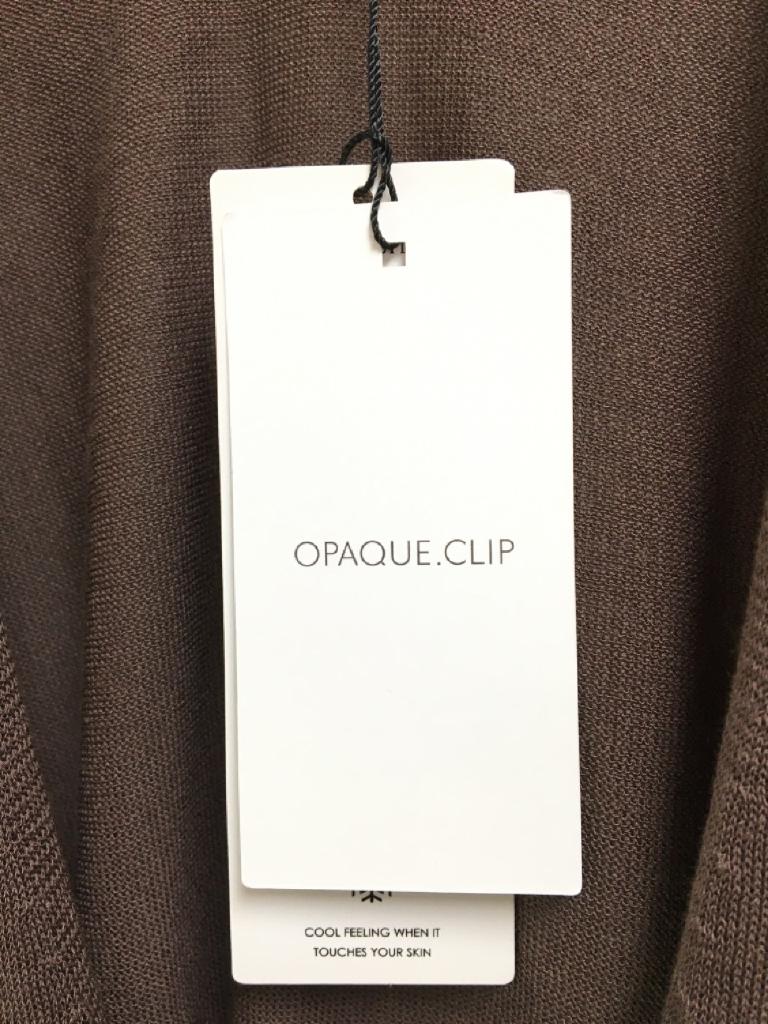 OPAQUE.CLIP
COOL FEELING WHEN IT
TOUCHES YOUR SKIN